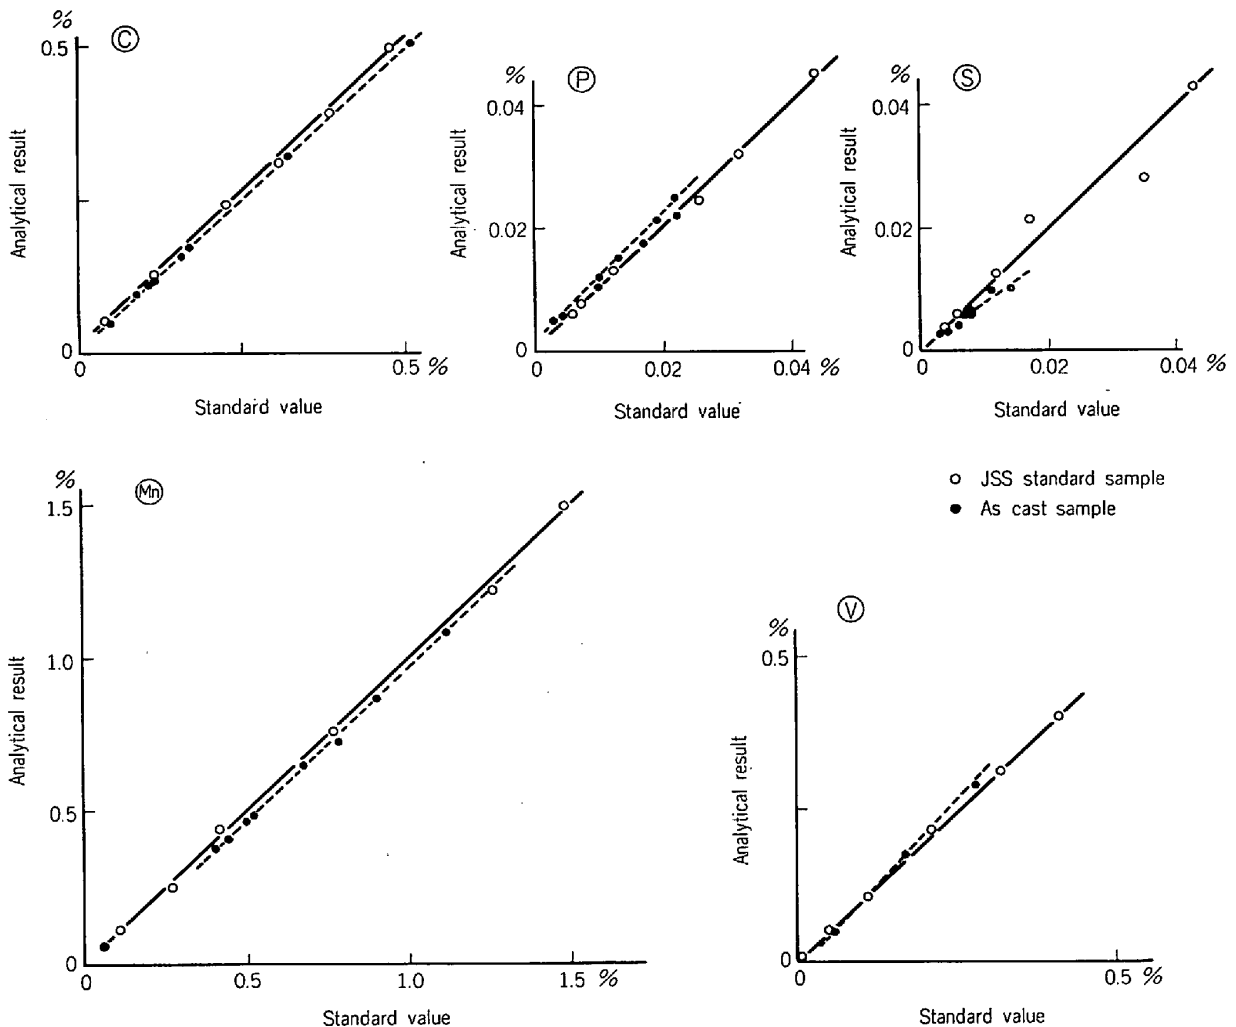 %
C
0.5
0
0
0.5 %
Analytical result
Standard value
%
P
0.04
0.02
0
0
0.02
0.04 %
Analytical result
Standard value
%
S
0.04
0.02
0
0
0.02
0.04 %
Analytical result
Standard value
○ JSS standard sample
● As cast sample
%
Mn
1.5
1.0
0.5
0
0
0.5
1.0
1.5 %
Analytical result
Standard value
V
%
0.5
0
0
0.5 %
Analytical result
Standard value